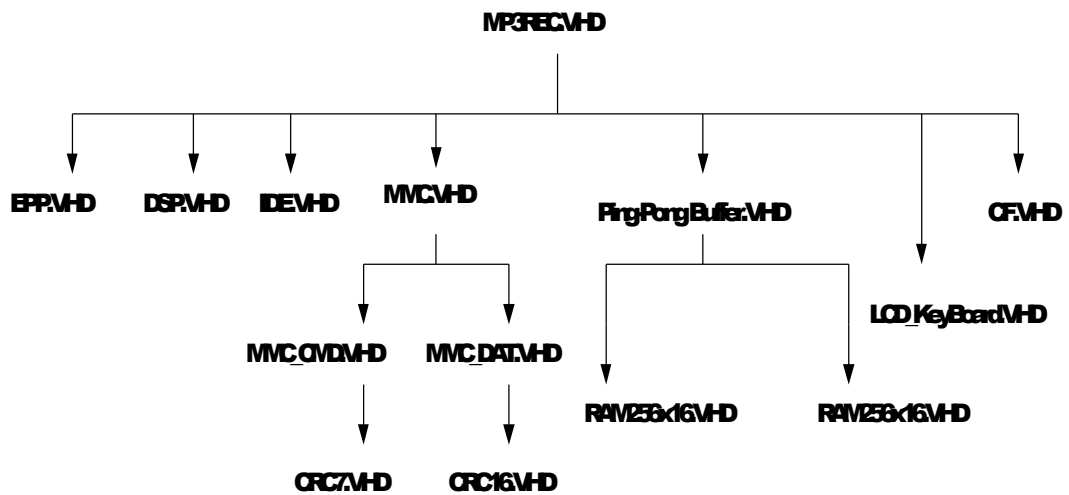 MP3REC.VHD
EPP.VHD
DSP.VHD
IDE.VHD
MMC.VHD
Ping-Pong Buffer.VHD
CF.VHD
LCD_KeyBoard.VHD
MMC_CMD.VHD
MMC_DAT.VHD
RAM256x16.VHD
RAM256x16.VHD
CRC7.VHD
CRC16.VHD